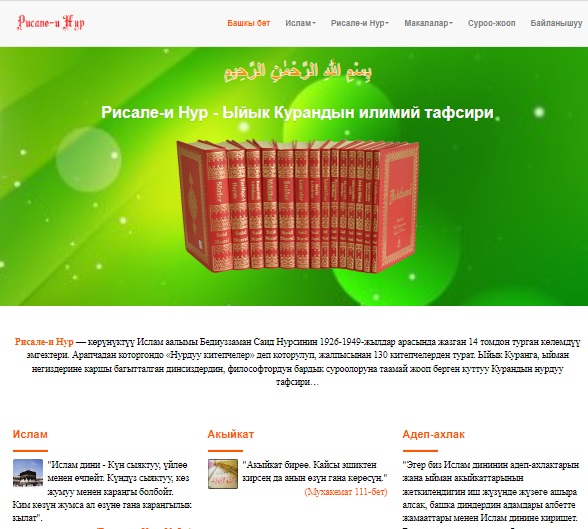 Рисале-и Нур
Башкы бет Ислам Рисале-и Нур Макалалар Суроо-жооп Байланышуу
بِسْمِ اللهِ الرَّحْمٰنِ الرَّحِيمِ
Рисале-и Нур - Ыйык Курандын илимий тафсири
Рисале-и Нур — көрүнүктүү Ислам аалымы Бедиуззаман Саид Нурсинин 1926-1949-жылдар арасында жазган 14 томдон турган көлөмдүү
эмгектери. Арапчадан которгондо «Нурдуу китепчелер» деп которулуп, жалпысынан 130 китепчелерден турат. Ыйык Куранга, ыйман
негиздерине каршы багытталган динсиздердин, философтордун бардык суроолоруна таамай жооп берген куттуу Курандын нурдуу
тафсири…
Ислам
"Ислам дини - Күн сыяктуу, үйлөө
менен өчпөйт. Күндүз сыяктуу, көз
жумуу менен караңгы болбойт.
Ким көзүн жумса ал өзүнө гана караңгылык
кылат".
Акыйкат
"Акыйкат бирөө. Кайсы эшиктен
кирсең да анын өзүн гана көрөсүң."
(Мухакемат 111-бет)
Адеп-ахлак
"Эгер биз Ислам дининин адеп-ахлактарын
жана ыйман акыйкаттарынын
жеткилендигин иш жүзүндө жүзөгө ашыра
алсак, башка диндердин адамдары албетте
жамааттары менен Ислам динине киришет.